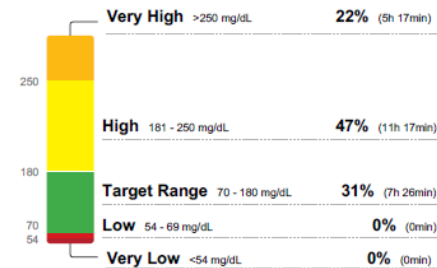 Very High >250 mg/dL 22% (5h 17min)
250
High 181 - 250 mg/dL 47% (11h 17min)
180
Target Range 70 - 180 mg/dL 31% (7h 26min)
70
Low 54 - 69 mg/dL 0% (0min)
54
Very Low <54 mg/dL 0% (0min)